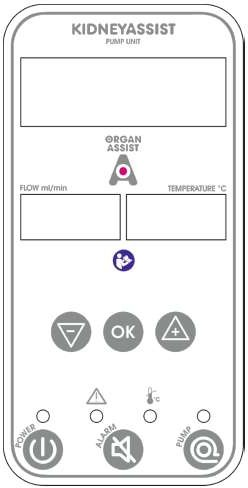 KIDNEYASSIST
PUMP UNIT
ORGAN
ASSIST
FLOW ml/min
TEMPERATURE °C
OK
°C
POWER
ALARM
PUMP